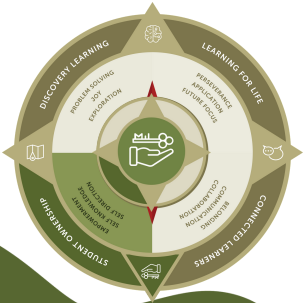 DISCOVERY LEARNING
PROBLEM SOLVING
JOY
EXPLORATION
LEARNING FOR LIFE
PERSEVERANCE
APPLICATION
FUTURE FOCUS
CONNECTED LEARNERS
BELONGING
COMMUNICATION
COLLABORATION
STUDENT OWNERSHIP
EMPOWEREMENT
SELF KNOWLEDGE
SELF DIRECTION